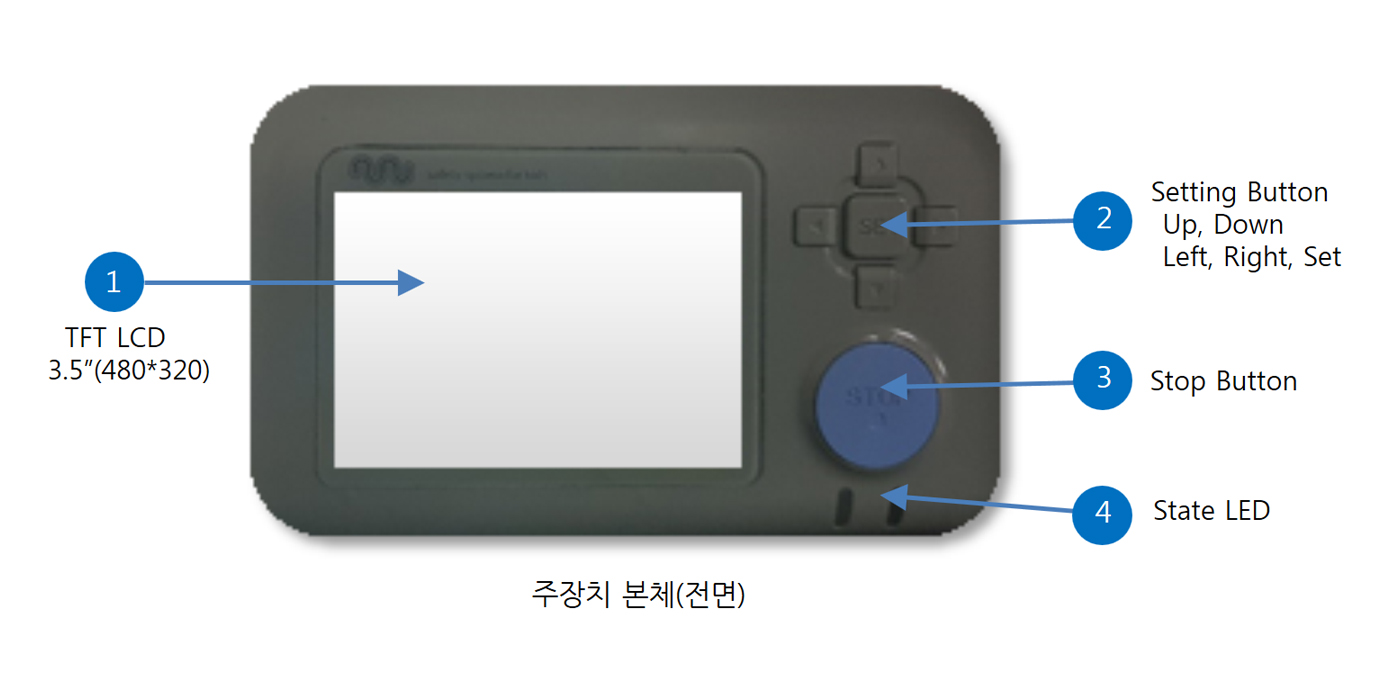 1
TFT LCD
3.5”(480*320)
2
Setting Button
Up, Down
Left, Right, Set
3
Stop Button
STOP
4
State LED
주장치 본체(전면)